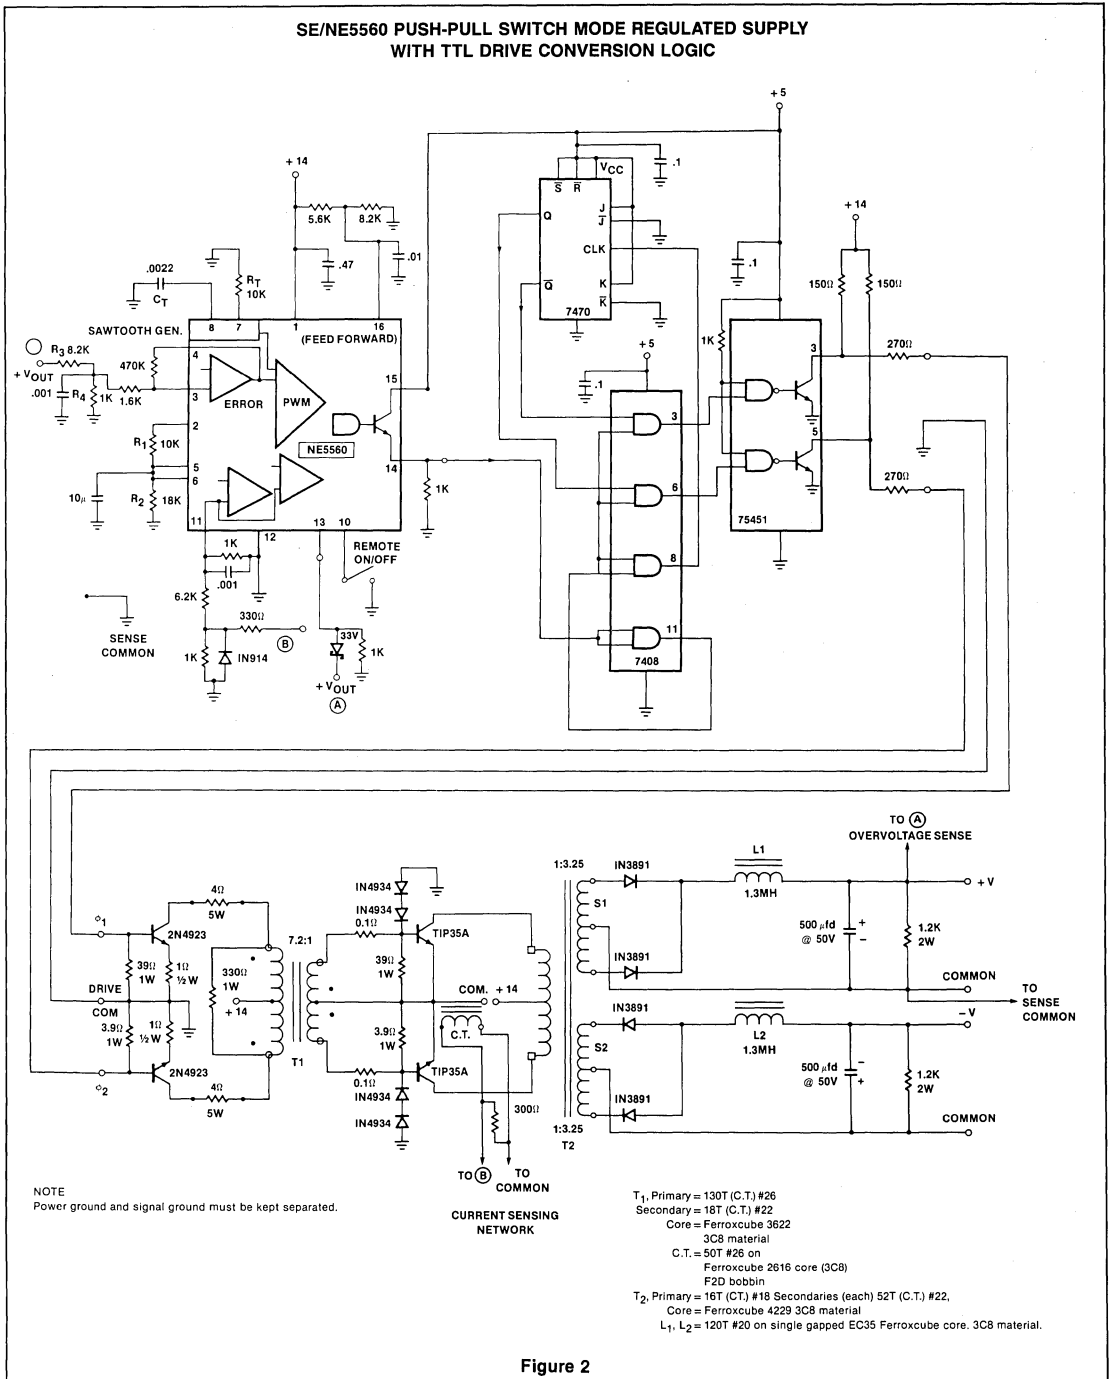 SE/NE5560 PUSH-PULL SWITCH MODE REGULATED SUPPLY
WITH TTL DRIVE CONVERSION LOGIC
+ 5
+ 14
5.6K
8.2K
.47
.01
.0022
CT
RT
10K
S̅
R̅
VCC
.1
Q
J
J̅
CLK
K
Q̅
K̅
7470
+ 14
.1
150Ω
150Ω
SAWTOOTH GEN.
8
7
1
16
(FEED FORWARD)
R3 8.2K
+ VOUT
.001
R4
1K
1.6K
470K
4
3
ERROR
PWM
NE5560
15
14
2
R1
10K
5
6
10µ
R2
18K
11
12
13
10
1K
+ 5
.1
3
6
8
11
7408
1K
3
5
75451
270Ω
270Ω
1K
.001
6.2K
330Ω
B
1K
IN914
REMOTE
ON/OFF
33V
1K
+ VOUT
A
SENSE
COMMON
TO A
OVERVOLTAGE SENSE
ϕ1
2N4923
4Ω
5W
39Ω
1W
1Ω
½ W
330Ω
1W
+ 14
DRIVE
COM
3.9Ω
1W
1Ω
½W
ϕ2
2N4923
4Ω
5W
7.2:1
T1
IN4934
IN4934
0.1Ω
TIP35A
39Ω
1W
COM.
+ 14
C.T.
3.9Ω
1W
TIP35A
0.1Ω
IN4934
IN4934
300Ω
TO B
TO
COMMON
CURRENT SENSING
NETWORK
1:3.25
S1
IN3891
IN3891
L1
1.3MH
500 µfd
@ 50V
+
−
1.2K
2W
+ V
COMMON
TO
SENSE
COMMON
IN3891
S2
IN3891
L2
1.3MH
500 µfd
@ 50V
−
+
1.2K
2W
− V
COMMON
1:3.25
T2
NOTE
Power ground and signal ground must be kept separated.
T1, Primary = 130T (C.T.) #26
Secondary = 18T (C.T.) #22
Core = Ferroxcube 3622
3C8 material
C.T. = 50T #26 on
Ferroxcube 2616 core (3C8)
F2D bobbin
T2, Primary = 16T (CT.) #18 Secondaries (each) 52T (C.T.) #22,
Core = Ferroxcube 4229 3C8 material
L1, L2 = 120T #20 on single gapped EC35 Ferroxcube core. 3C8 material.
Figure 2